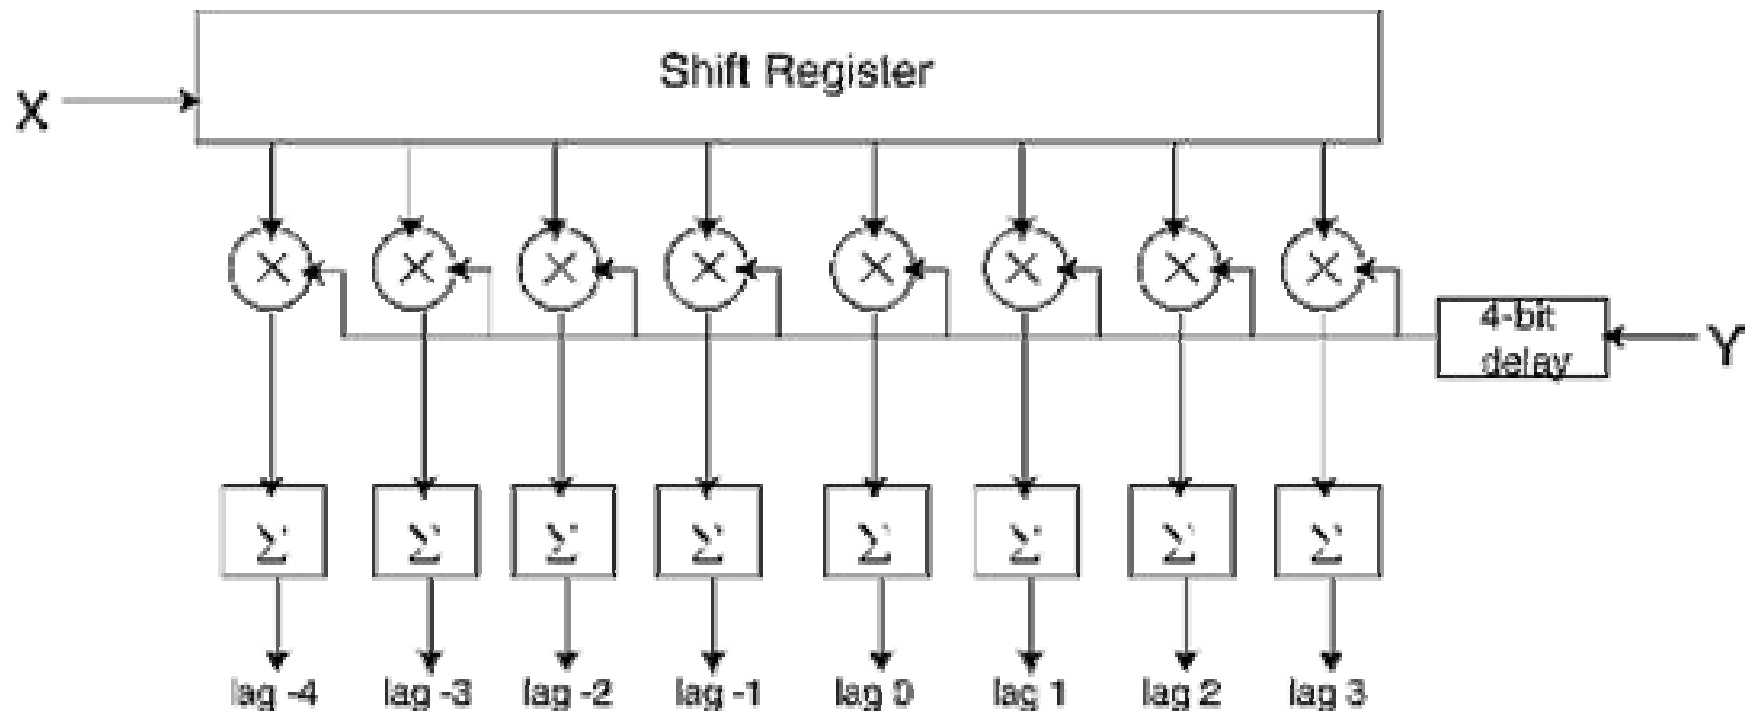 Shift Register
X
× × × × × × × ×
4-bit
delay
Y
Σ Σ Σ Σ Σ Σ Σ Σ
lag -4 lag -3 lag -2 lag -1 lag 0 lag 1 lag 2 lag 3